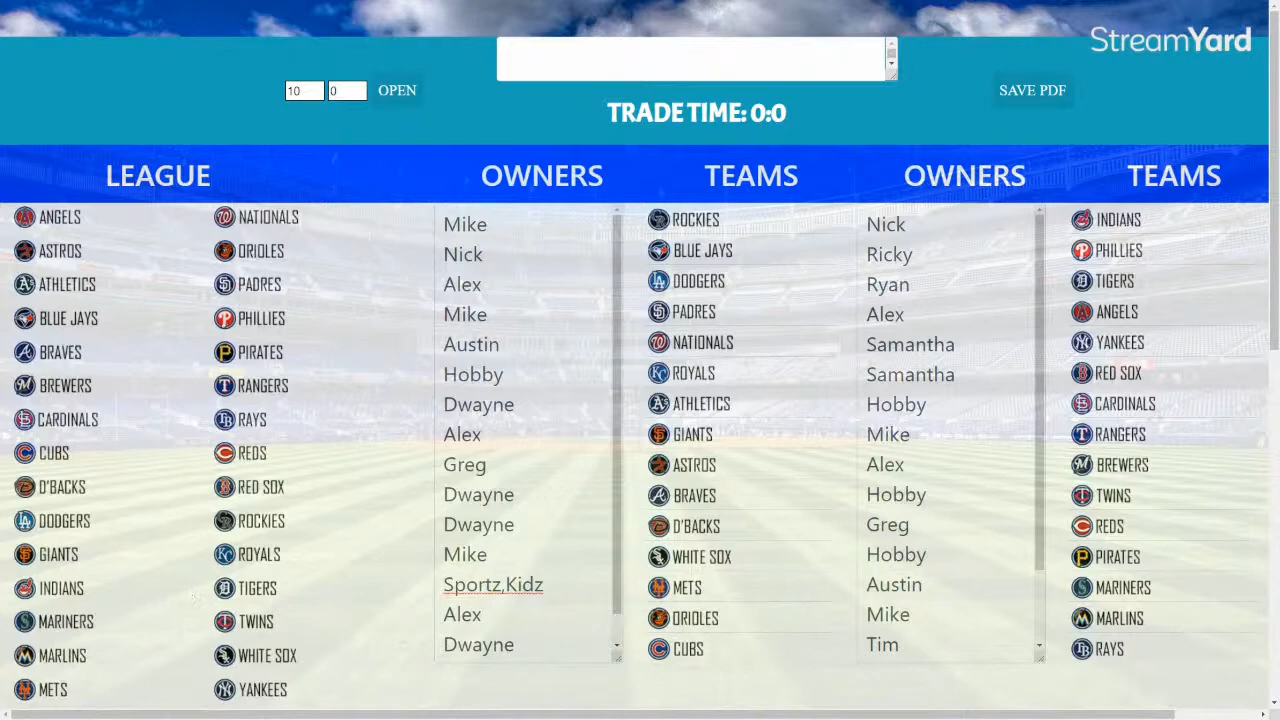 StreamYard
10 0 OPEN
SAVE PDF
TRADE TIME: 0:0
LEAGUE OWNERS TEAMS OWNERS TEAMS
ANGELS NATIONALS Mike ROCKIES Nick INDIANS
ASTROS ORIOLES Nick BLUE JAYS Ricky PHILLIES
ATHLETICS PADRES Alex DODGERS Ryan TIGERS
BLUE JAYS PHILLIES Mike PADRES Alex ANGELS
BRAVES PIRATES Austin NATIONALS Samantha YANKEES
BREWERS RANGERS Hobby ROYALS Samantha RED SOX
CARDINALS RAYS Dwayne ATHLETICS Hobby CARDINALS
CUBS REDS Alex GIANTS Mike RANGERS
D'BACKS RED SOX Greg ASTROS Alex BREWERS
DODGERS ROCKIES Dwayne BRAVES Hobby TWINS
GIANTS ROYALS Dwayne D'BACKS Greg REDS
INDIANS TIGERS Mike WHITE SOX Hobby PIRATES
MARINERS TWINS Sportz,Kidz METS Austin MARINERS
MARLINS WHITE SOX Alex ORIOLES Mike MARLINS
METS YANKEES Dwayne CUBS Tim RAYS